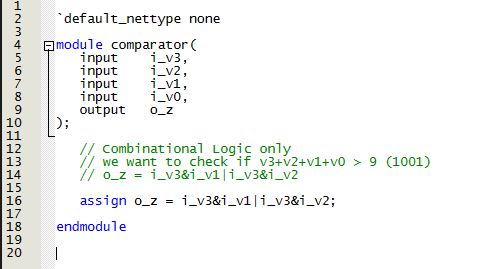 1
2 `default_nettype none
3
4 module comparator(
5 input i_v3,
6 input i_v2,
7 input i_v1,
8 input i_v0,
9 output o_z
10 );
11
12 // Combinational Logic only
13 // we want to check if v3+v2+v1+v0 > 9 (1001)
14 // o_z = i_v3&i_v1|i_v3&i_v2
15
16 assign o_z = i_v3&i_v1|i_v3&i_v2;
17
18 endmodule
19
20